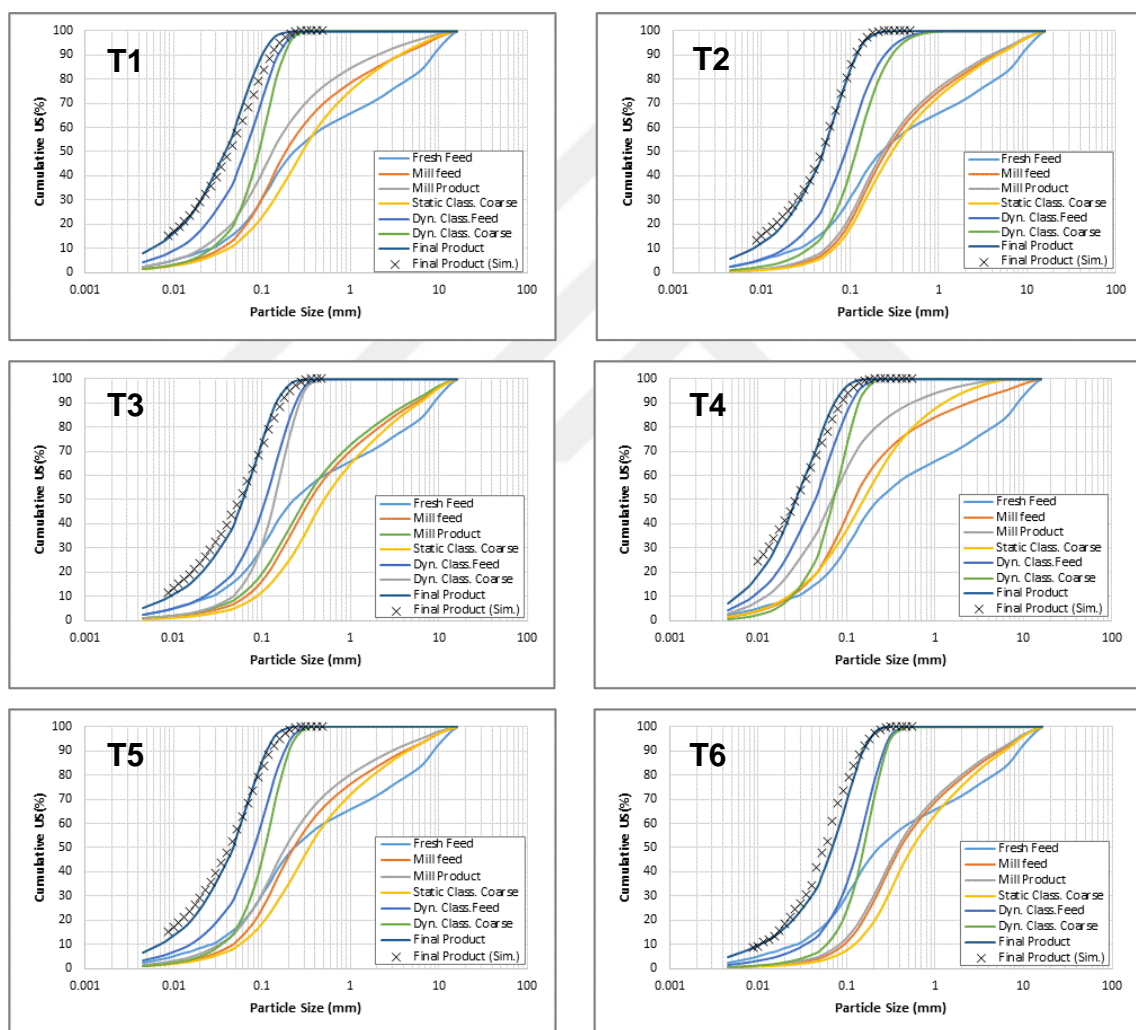 T1
Cumulative US(%)
100
90
80
70
60
50
40
30
20
10
0
0.001 0.01 0.1 1 10 100
Particle Size (mm)
Fresh Feed
Mill feed
Mill Product
Static Class. Coarse
Dyn. Class.Feed
Dyn. Class. Coarse
Final Product
Final Product (Sim.)
T2
Cumulative US(%)
100
90
80
70
60
50
40
30
20
10
0
0.001 0.01 0.1 1 10 100
Particle Size (mm)
Fresh Feed
Mill feed
Mill Product
Static Class. Coarse
Dyn. Class.Feed
Dyn. Class. Coarse
Final Product
Final Product (Sim.)
T3
Cumulative US(%)
100
90
80
70
60
50
40
30
20
10
0
0.001 0.01 0.1 1 10 100
Particle Size (mm)
Fresh Feed
Mill feed
Mill Product
Static Class. Coarse
Dyn. Class.Feed
Dyn. Class. Coarse
Final Product
Final Product (Sim.)
T4
Cumulative US(%)
100
90
80
70
60
50
40
30
20
10
0
0.001 0.01 0.1 1 10 100
Particle Size (mm)
Fresh Feed
Mill feed
Mill Product
Static Class. Coarse
Dyn. Class.Feed
Dyn. Class. Coarse
Final Product
Final Product (Sim.)
T5
Cumulative US(%)
100
90
80
70
60
50
40
30
20
10
0
0.001 0.01 0.1 1 10 100
Particle Size (mm)
Fresh Feed
Mill feed
Mill Product
Static Class. Coarse
Dyn. Class.Feed
Dyn. Class. Coarse
Final Product
Final Product (Sim.)
T6
Cumulative US(%)
100
90
80
70
60
50
40
30
20
10
0
0.001 0.01 0.1 1 10 100
Particle Size (mm)
Fresh Feed
Mill feed
Mill Product
Static Class. Coarse
Dyn. Class.Feed
Dyn. Class. Coarse
Final Product
Final Product (Sim.)